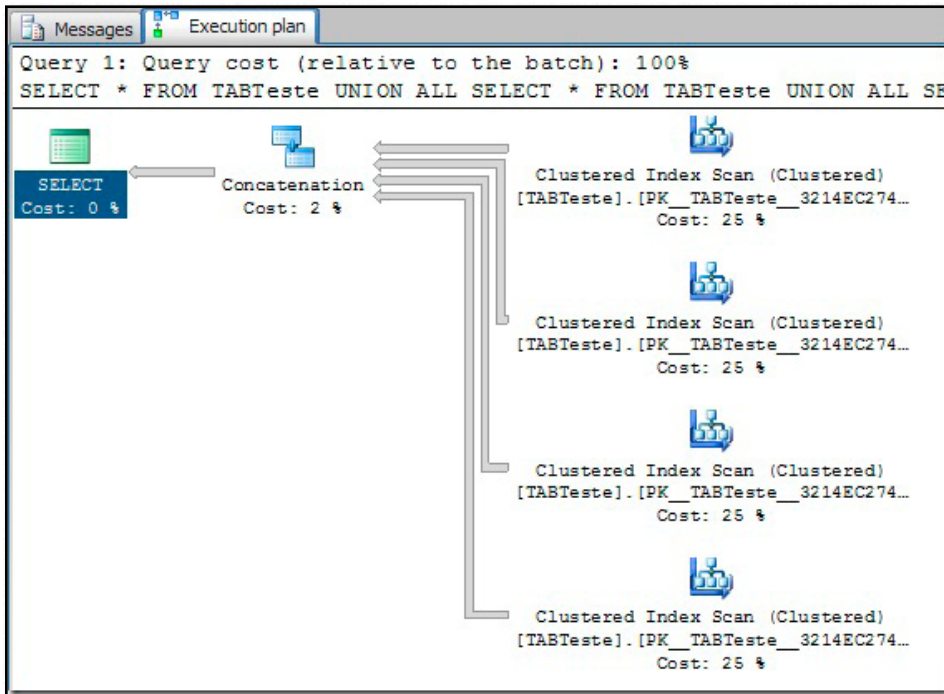 Messages
Execution plan
Query 1: Query cost (relative to the batch): 100%
SELECT * FROM TABTeste UNION ALL SELECT * FROM TABTeste UNION ALL SE
SELECT
Cost: 0 %
Concatenation
Cost: 2 %
Clustered Index Scan (Clustered)
[TABTeste].[PK__TABTeste__3214EC274…
Cost: 25 %
Clustered Index Scan (Clustered)
[TABTeste].[PK__TABTeste__3214EC274…
Cost: 25 %
Clustered Index Scan (Clustered)
[TABTeste].[PK__TABTeste__3214EC274…
Cost: 25 %
Clustered Index Scan (Clustered)
[TABTeste].[PK__TABTeste__3214EC274…
Cost: 25 %